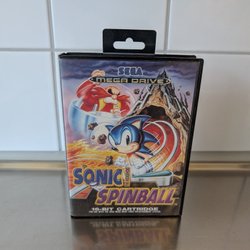 SEGA
MEGA DRIVE
SONIC
SPINBALL
16-BIT CARTRIDGE